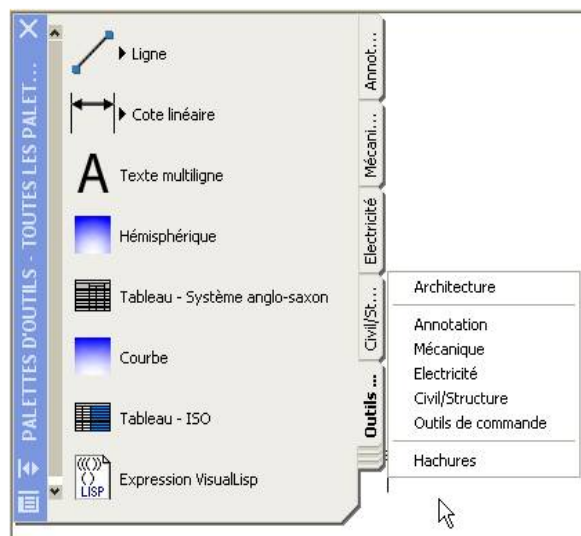 PALETTES D'OUTILS - TOUTES LES PALET...
Ligne
Cote linéaire
Texte multiligne
Hémisphérique
Tableau - Système anglo-saxon
Courbe
Tableau - ISO
LISP
Expression VisualLisp
Annot...
Mécani...
Electricité
Civil/St...
Outils ...
Architecture
Annotation
Mécanique
Electricité
Civil/Structure
Outils de commande
Hachures